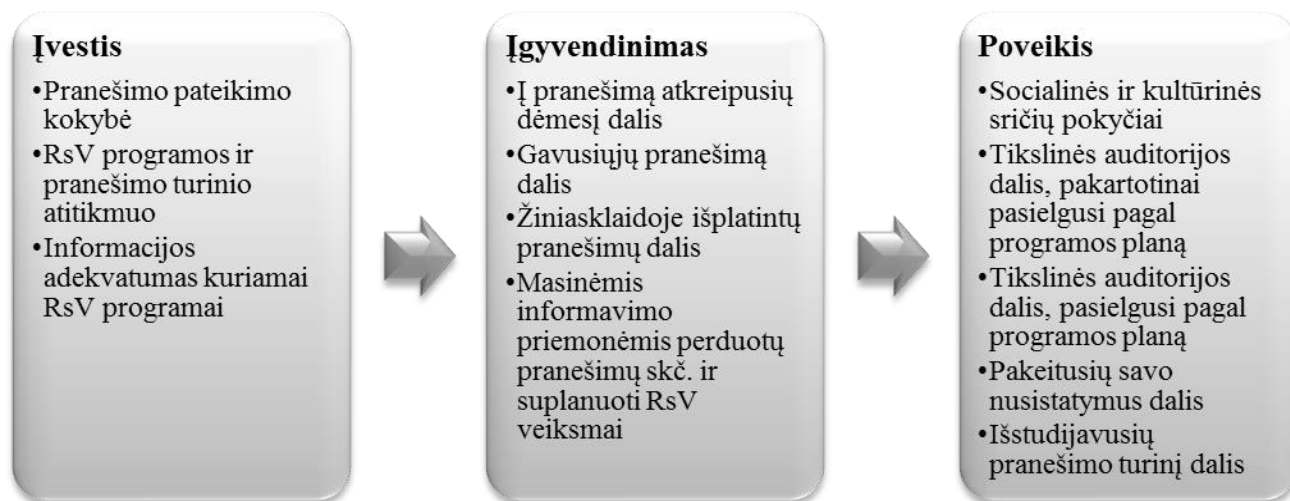 Įvestis
•Pranešimo pateikimo
kokybė
•RsV programos ir
pranešimo turinio
atitikmuo
•Informacijos
adekvatumas kuriamai
RsV programai
Įgyvendinimas
•Į pranešimą atkreipusių
dėmesį dalis
•Gavusiųjų pranešimą
dalis
•Žiniasklaidoje išplatintų
pranešimų dalis
•Masinėmis
informavimo
priemonėmis perduotų
pranešimų skč. ir
suplanuoti RsV
veiksmai
Poveikis
•Socialinės ir kultūrinės
sričių pokyčiai
•Tikslinės auditorijos
dalis, pakartotinai
pasielgusi pagal
programos planą
•Tikslinės auditorijos
dalis, pasielgusi pagal
programos planą
•Pakeitusių savo
nusistatymus dalis
•Išstudijavusių
pranešimo turinį dalis